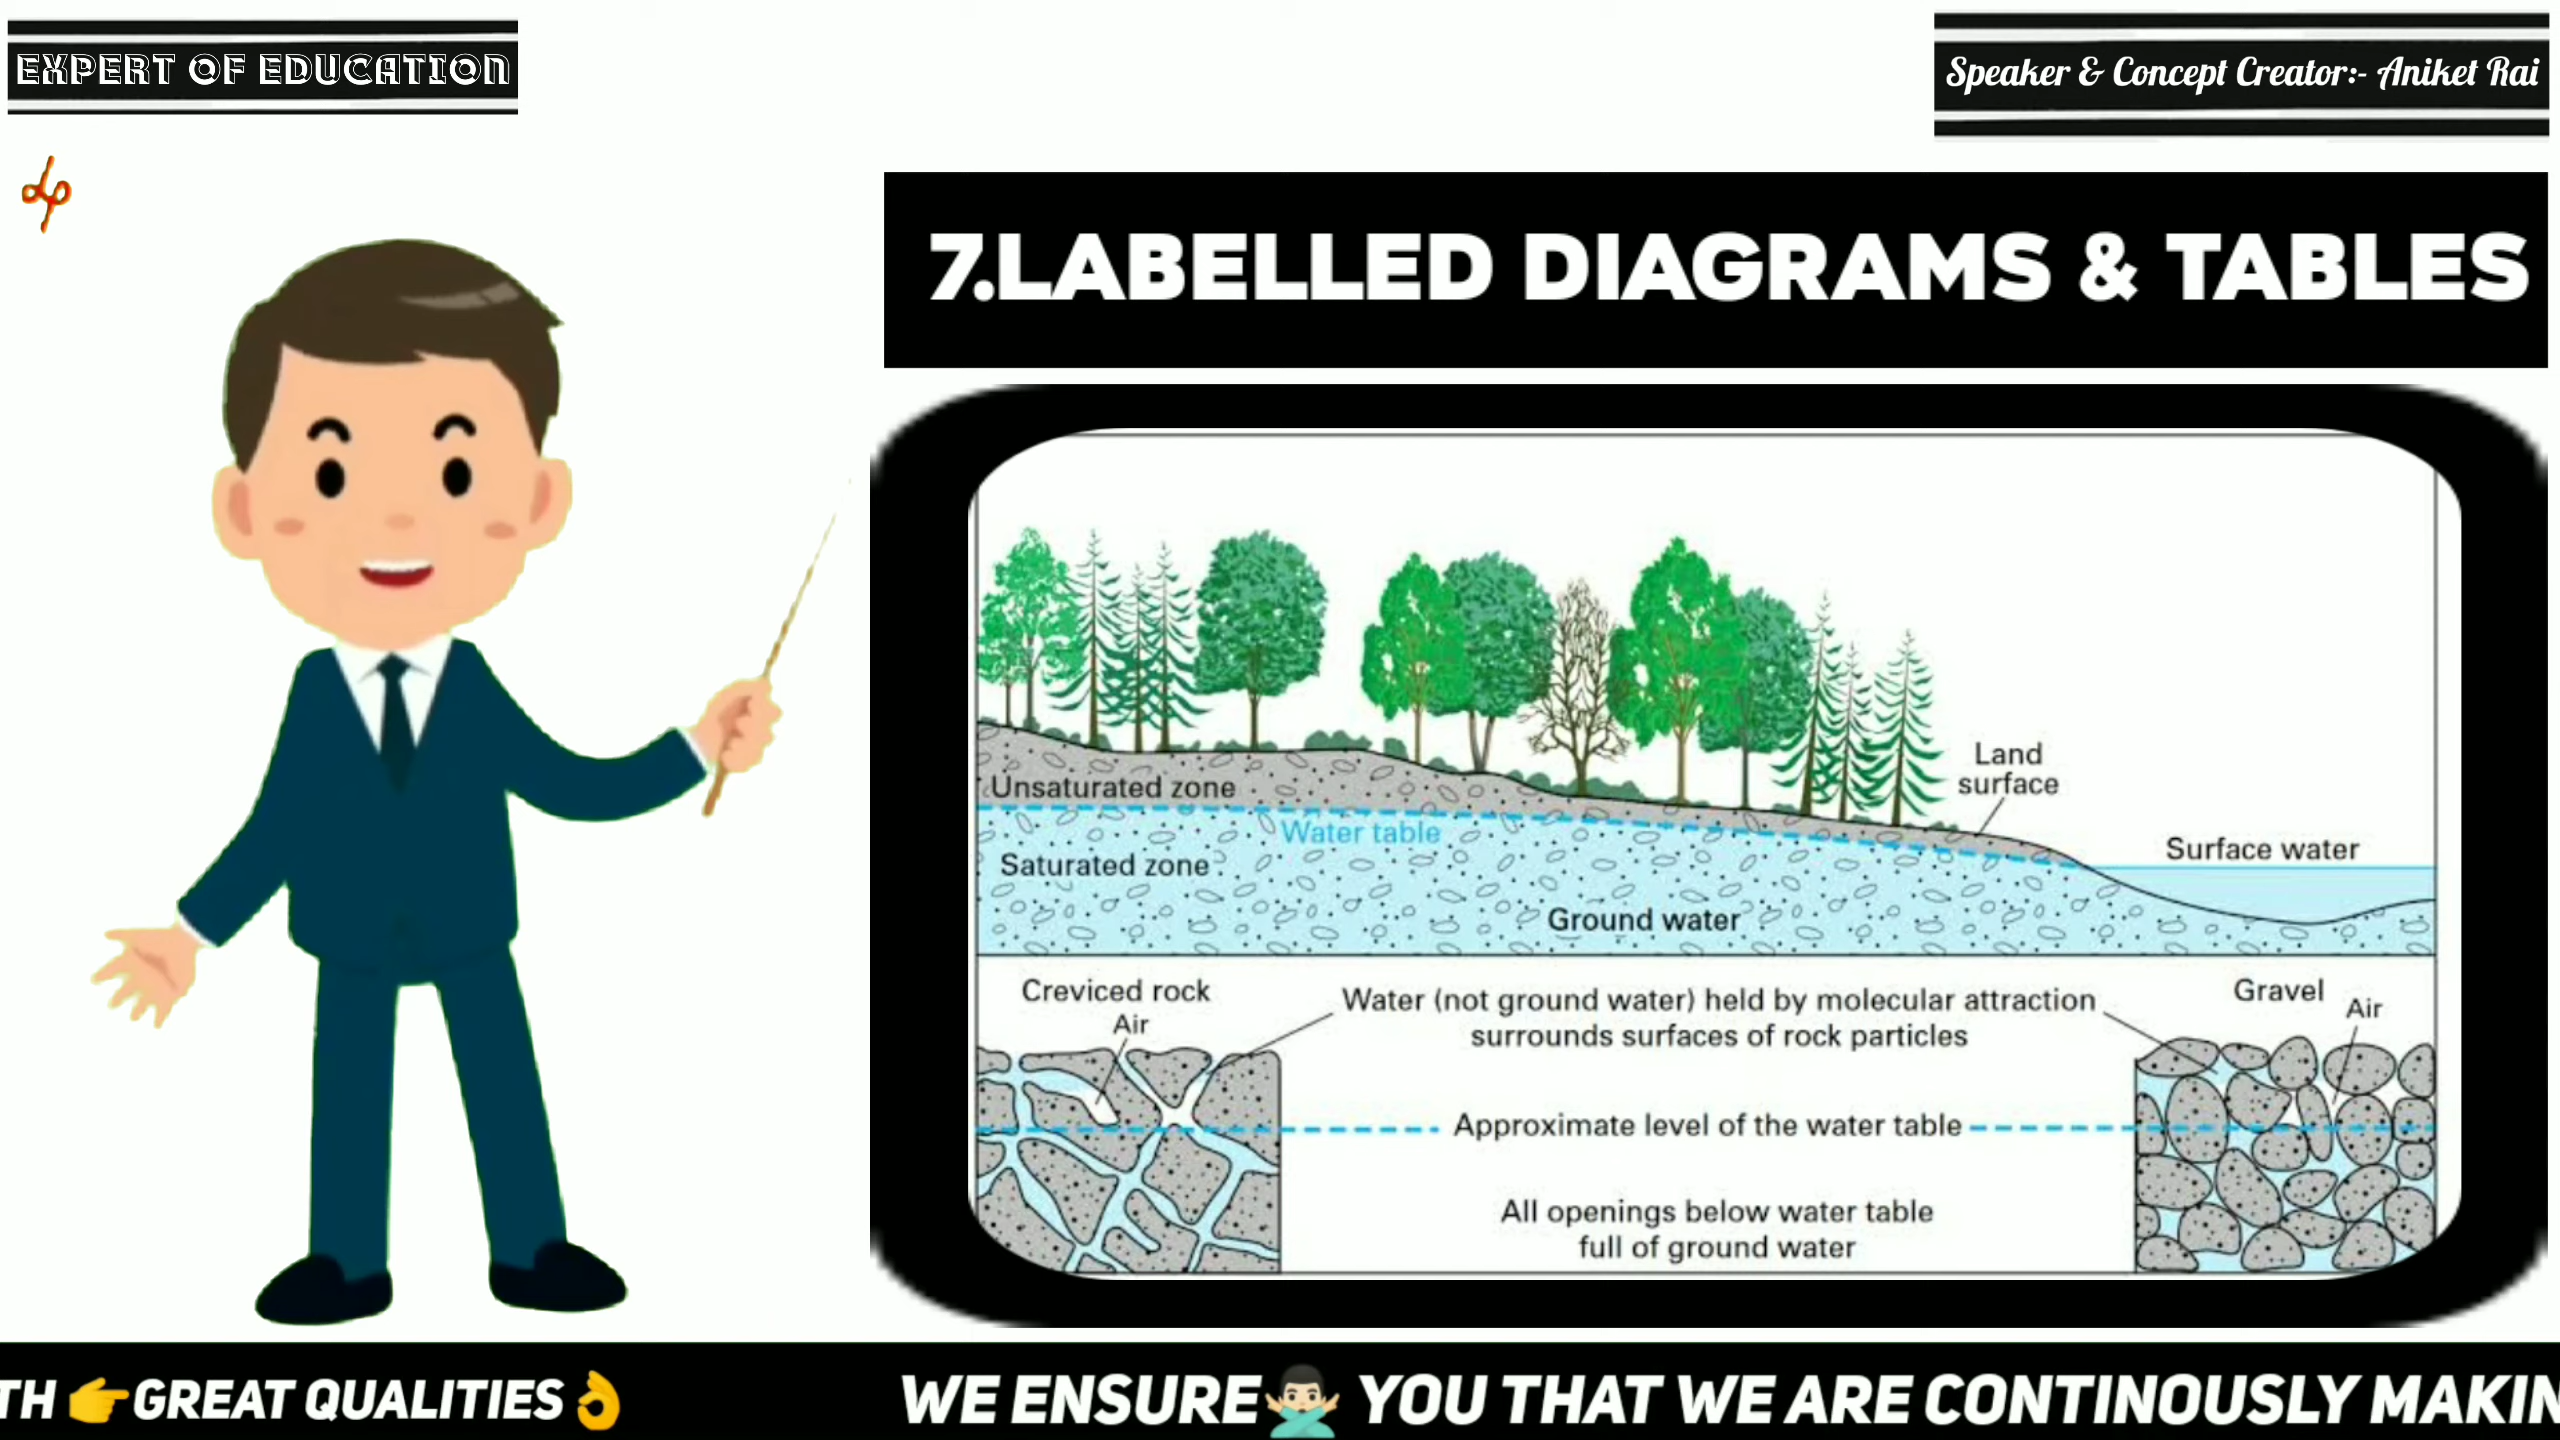 EXPERT OF EDUCATION
Speaker & Concept Creator:- Aniket Rai
7.LABELLED DIAGRAMS & TABLES
Land
surface
Unsaturated zone
Water table
Surface water
Saturated zone
Ground water
Creviced rock
Air
Water (not ground water) held by molecular attraction
surrounds surfaces of rock particles
Gravel
Air
Approximate level of the water table
All openings below water table
full of ground water
TH 👉GREAT QUALITIES👌 WE ENSURE🙅🏻‍♂️ YOU THAT WE ARE CONTINOUSLY MAKIN